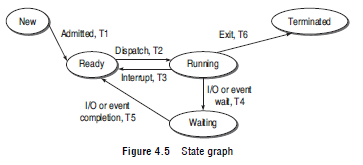 New
Terminated
Admitted, T1
Exit, T6
Dispatch, T2
Ready
Running
Interrupt, T3
I/O or event
wait, T4
I/O or event
completion, T5
Waiting
Figure 4.5 State graph